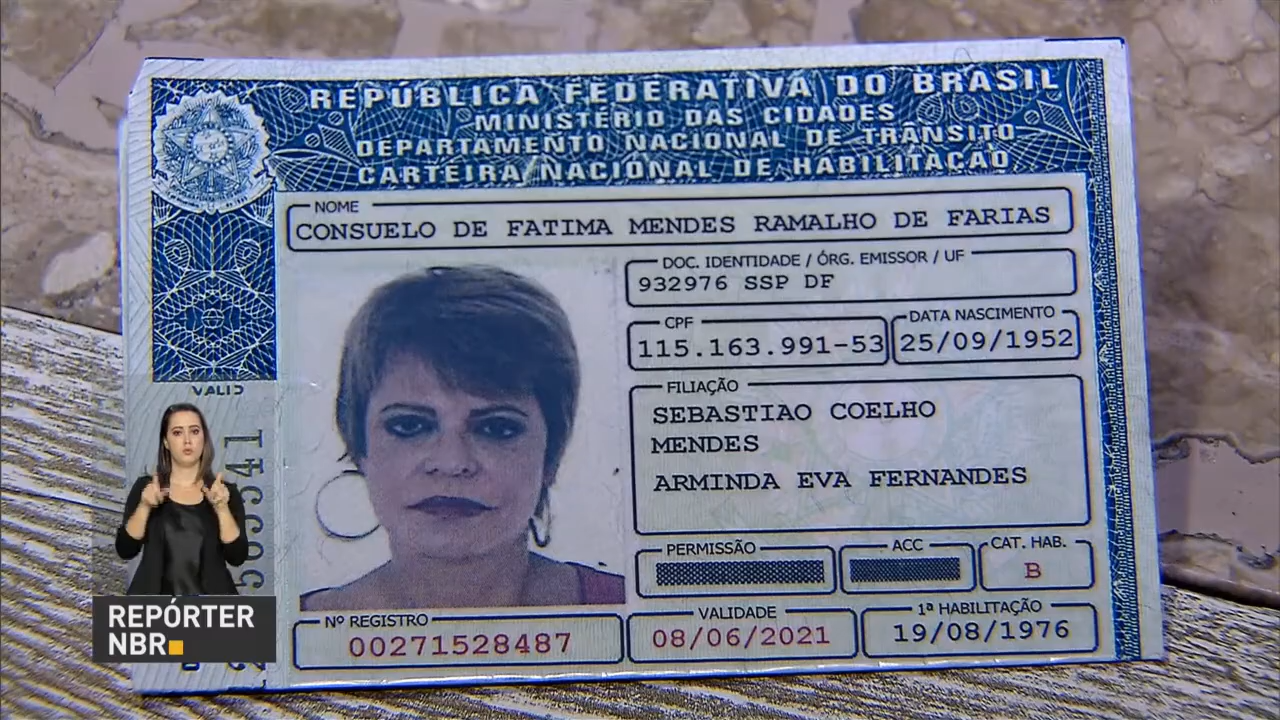 REPÚBLICA FEDERATIVA DO BRASIL
MINISTÉRIO DAS CIDADES
DEPARTAMENTO NACIONAL DE TRÂNSITO
CARTEIRA NACIONAL DE HABILITAÇÃO
NOME
CONSUELO DE FATIMA MENDES RAMALHO DE FARIAS
DOC. IDENTIDADE / ÓRG. EMISSOR / UF
932976 SSP DF
CPF
115.163.991-53
DATA NASCIMENTO
25/09/1952
FILIAÇÃO
SEBASTIAO COELHO
MENDES
ARMINDA EVA FERNANDES
PERMISSÃO
ACC
CAT. HAB.
B
Nº REGISTRO
00271528487
VALIDADE
08/06/2021
1ª HABILITAÇÃO
19/08/1976
REPÓRTER
NBR